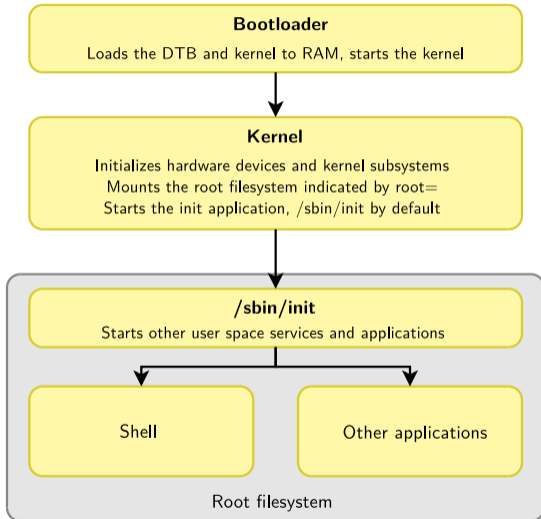 Bootloader
Loads the DTB and kernel to RAM, starts the kernel
Kernel
Initializes hardware devices and kernel subsystems
Mounts the root filesystem indicated by root=
Starts the init application, /sbin/init by default
/sbin/init
Starts other user space services and applications
Shell
Other applications
Root filesystem